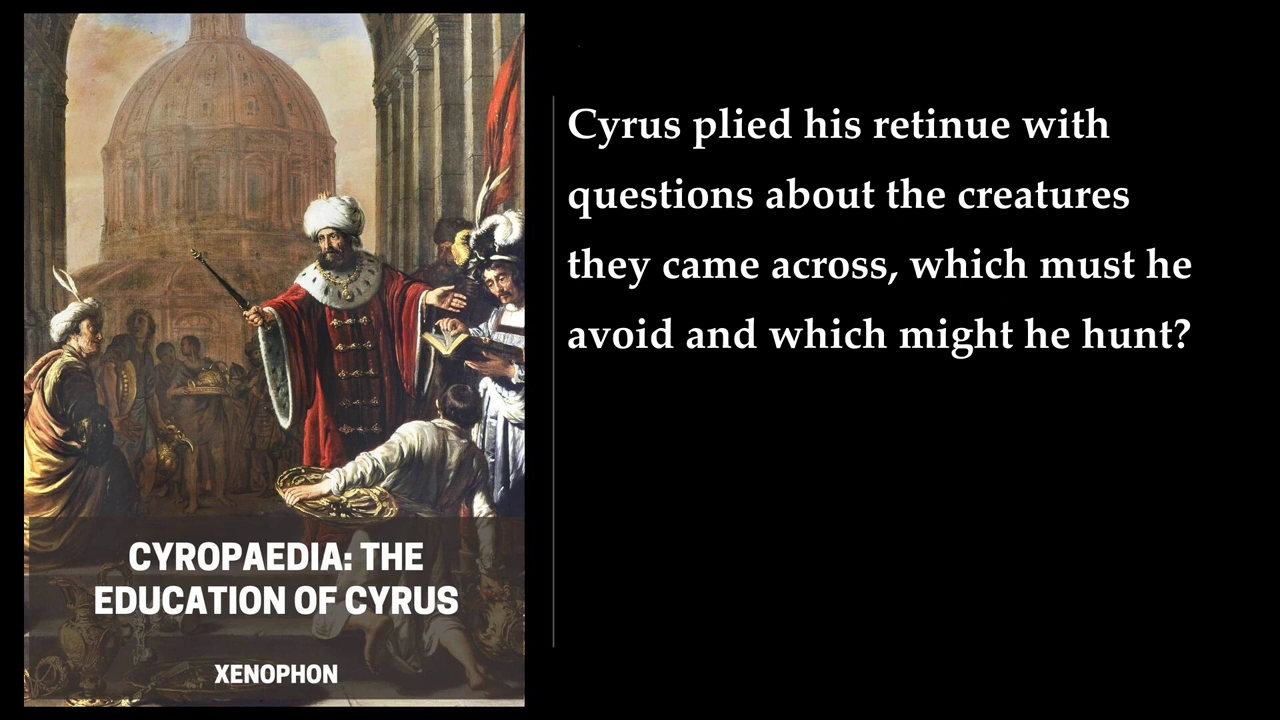 Cyrus plied his retinue with
questions about the creatures
they came across, which must he
avoid and which might he hunt?
CYROPAEDIA: THE
EDUCATION OF CYRUS
XENOPHON